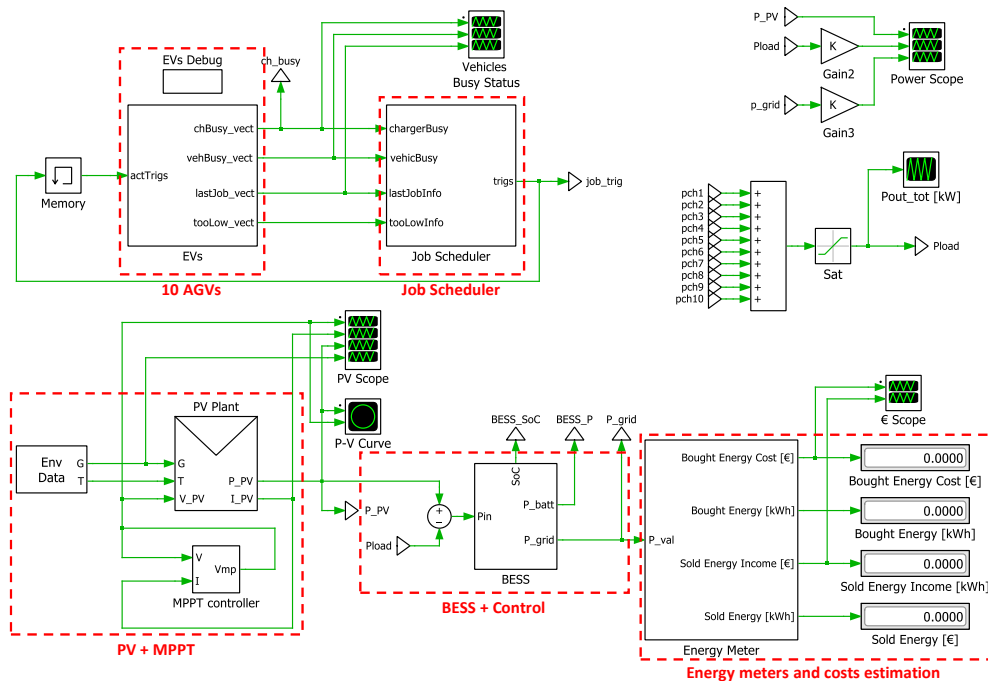 EVs Debug
chBusy_vect
vehBusy_vect
actTrigs
lastJob_vect
tooLow_vect
EVs
10 AGVs
Memory
ch_busy
Vehicles
Busy Status
chargerBusy
vehicBusy
trigs
lastJobInfo
tooLowInfo
Job Scheduler
Job Scheduler
job_trig
P_PV
Pload
K
Gain2
p_grid
K
Gain3
Power Scope
pch1
pch2
pch3
pch4
pch5
pch6
pch7
pch8
pch9
pch10
+
+
+
+
+
+
+
+
+
+
Sat
Pout_tot [kW]
Pload
PV Scope
P-V Curve
PV Plant
Env
Data
G
T
G
T
V_PV
P_PV
I_PV
V
I
Vmp
MPPT controller
PV + MPPT
P_PV
Pload
+
−
BESS_SoC
BESS_P
P_grid
SoC
Pin
P_batt
P_grid
BESS
BESS + Control
€ Scope
P_val
Bought Energy Cost [€]
Bought Energy [kWh]
Sold Energy Income [€]
Sold Energy [kWh]
Energy Meter
0.0000
Bought Energy Cost [€]
0.0000
Bought Energy [kWh]
0.0000
Sold Energy Income [kWh]
0.0000
Sold Energy [€]
Energy meters and costs estimation